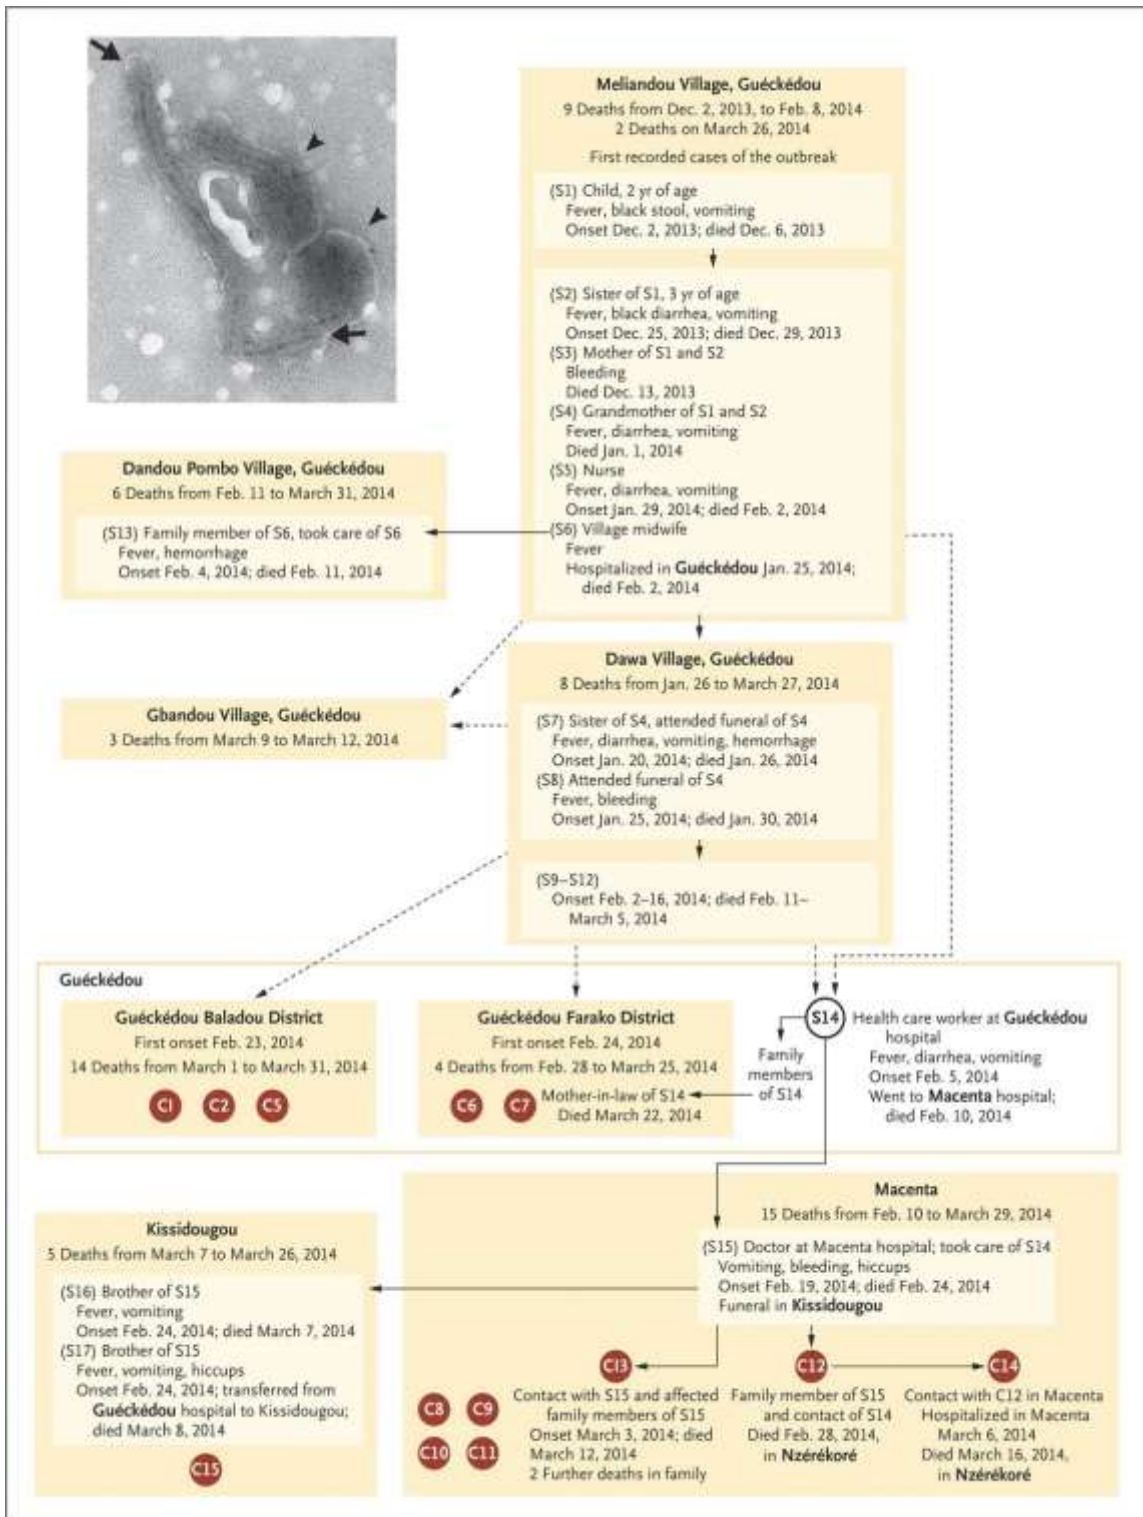 Meliandou Village, Guéckédou
9 Deaths from Dec. 2, 2013, to Feb. 8, 2014
2 Deaths on March 26, 2014
First recorded cases of the outbreak
(S1) Child, 2 yr of age
Fever, black stool, vomiting
Onset Dec. 2, 2013; died Dec. 6, 2013
(S2) Sister of S1, 3 yr of age
Fever, black diarrhea, vomiting
Onset Dec. 25, 2013; died Dec. 29, 2013
(S3) Mother of S1 and S2
Bleeding
Died Dec. 13, 2013
(S4) Grandmother of S1 and S2
Fever, diarrhea, vomiting
Died Jan. 1, 2014
(S5) Nurse
Fever, diarrhea, vomiting
Onset Jan. 29, 2014; died Feb. 2, 2014
(S6) Village midwife
Fever
Hospitalized in Guéckédou Jan. 25, 2014;
died Feb. 2, 2014
Dandou Pombo Village, Guéckédou
6 Deaths from Feb. 11 to March 31, 2014
(S13) Family member of S6, took care of S6
Fever, hemorrhage
Onset Feb. 4, 2014; died Feb. 11, 2014
Gbandou Village, Guéckédou
3 Deaths from March 9 to March 12, 2014
Dawa Village, Guéckédou
8 Deaths from Jan. 26 to March 27, 2014
(S7) Sister of S4, attended funeral of S4
Fever, diarrhea, vomiting, hemorrhage
Onset Jan. 20, 2014; died Jan. 26, 2014
(S8) Attended funeral of S4
Fever, bleeding
Onset Jan. 25, 2014; died Jan. 30, 2014
(S9–S12)
Onset Feb. 2–16, 2014; died Feb. 11–
March 5, 2014
Guéckédou
Guéckédou Baladou District
First onset Feb. 23, 2014
14 Deaths from March 1 to March 31, 2014
C1 C2 C5
Guéckédou Farako District
First onset Feb. 24, 2014
4 Deaths from Feb. 28 to March 25, 2014
C6 C7
Mother-in-law of S14
Died March 22, 2014
Family
members
of S14
S14
Health care worker at Guéckédou
hospital
Fever, diarrhea, vomiting
Onset Feb. 5, 2014
Went to Macenta hospital;
died Feb. 10, 2014
Kissidougou
5 Deaths from March 7 to March 26, 2014
(S16) Brother of S15
Fever, vomiting
Onset Feb. 24, 2014; died March 7, 2014
(S17) Brother of S15
Fever, vomiting, hiccups
Onset Feb. 24, 2014; transferred from
Guéckédou hospital to Kissidougou;
died March 8, 2014
C15
Macenta
15 Deaths from Feb. 10 to March 29, 2014
(S15) Doctor at Macenta hospital; took care of S14
Vomiting, bleeding, hiccups
Onset Feb. 19, 2014; died Feb. 24, 2014
Funeral in Kissidougou
C8 C9
C10 C11
C13
Contact with S15 and affected
family members of S15
Onset March 3, 2014; died
March 12, 2014
2 Further deaths in family
C12
Family member of S15
and contact of S14
Died Feb. 28, 2014,
in Nzérékoré
C14
Contact with C12 in Macenta
Hospitalized in Macenta
March 6, 2014
Died March 16, 2014,
in Nzérékoré